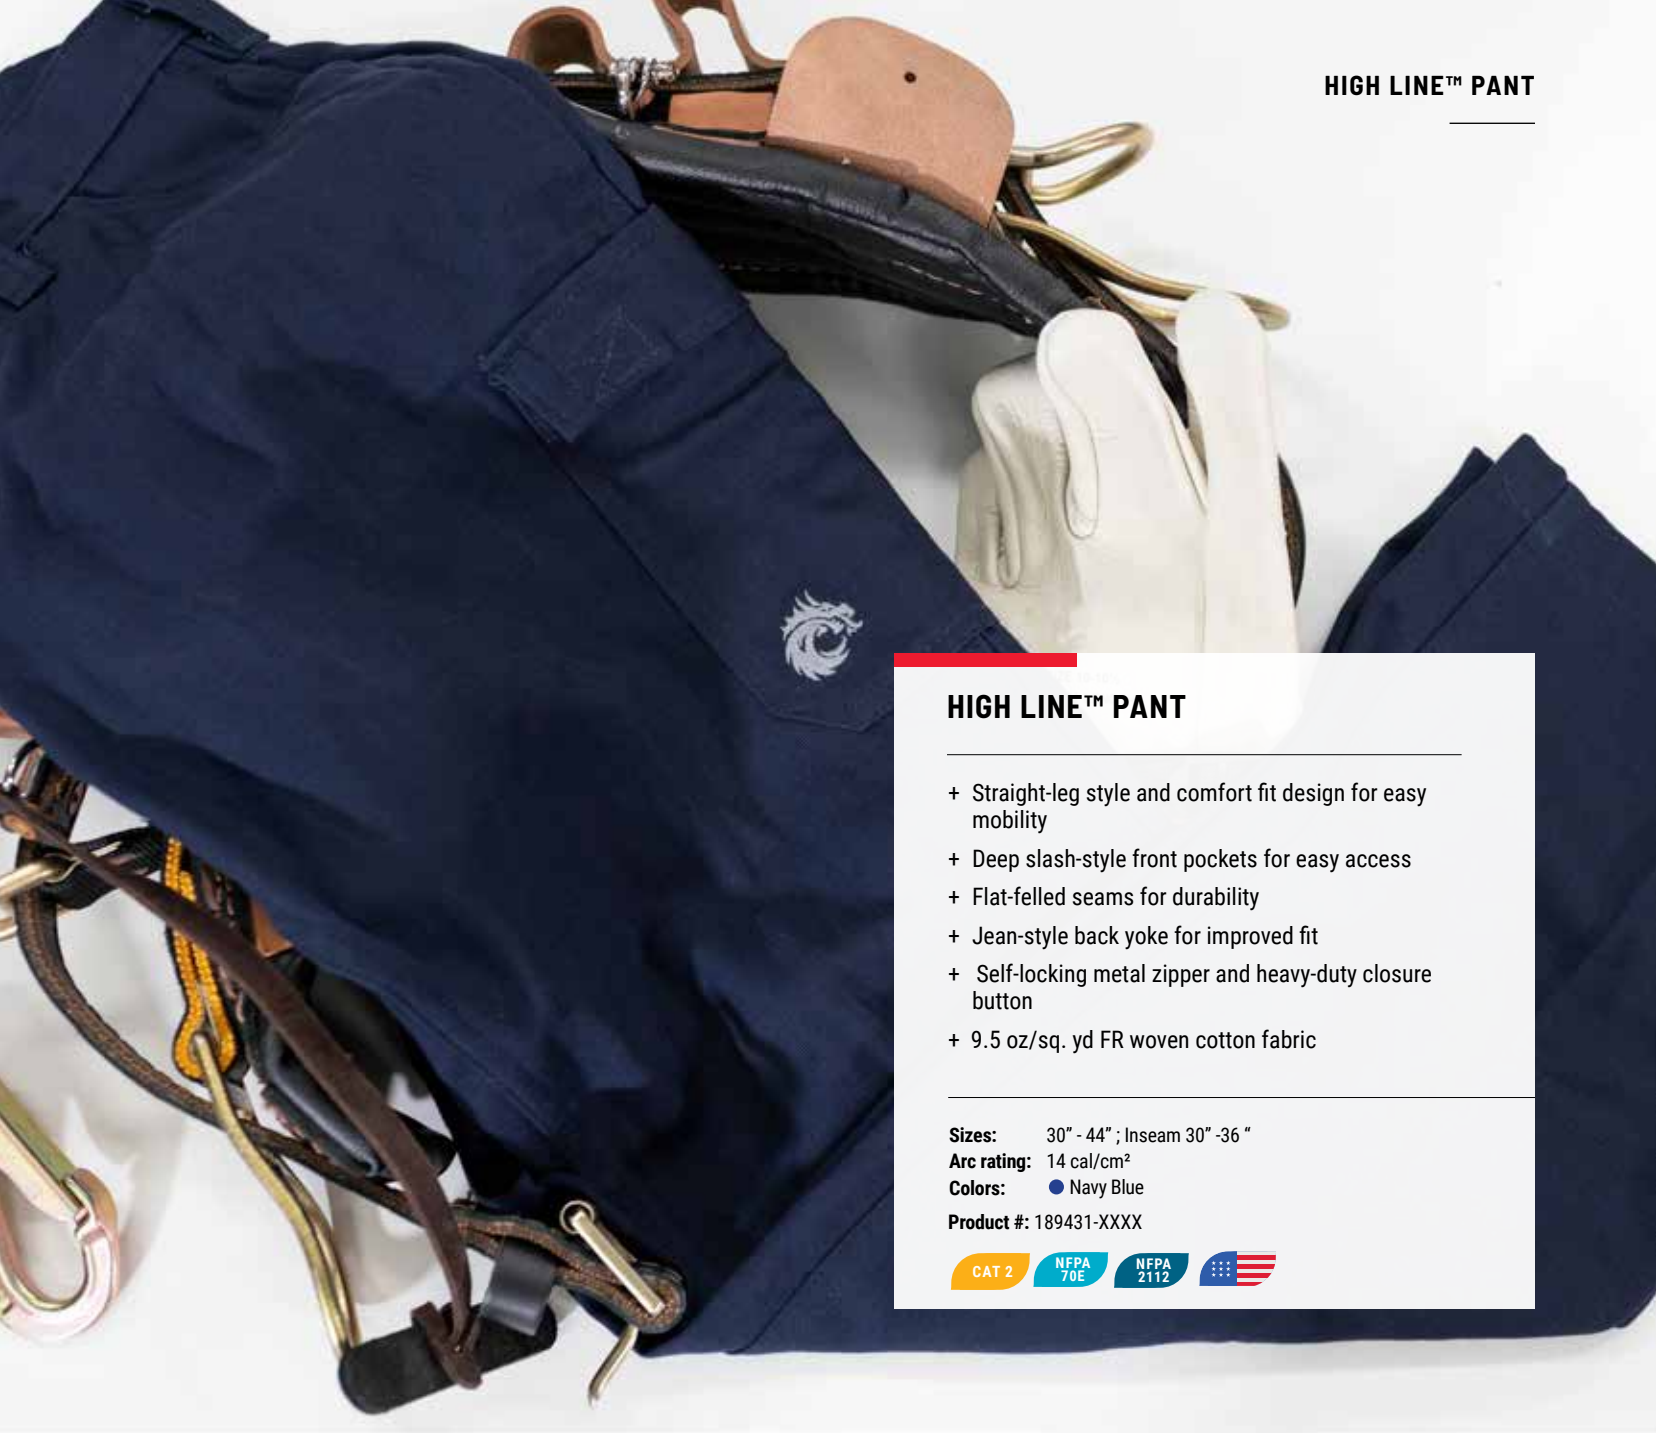 HIGH LINE™ PANT
HIGH LINE™ PANT
+ Straight-leg style and comfort fit design for easy
mobility
+ Deep slash-style front pockets for easy access
+ Flat-felled seams for durability
+ Jean-style back yoke for improved fit
+ Self-locking metal zipper and heavy-duty closure
button
+ 9.5 oz/sq. yd FR woven cotton fabric
Sizes: 30” - 44” ; Inseam 30” -36 “
Arc rating: 14 cal/cm²
Colors: Navy Blue
Product #: 189431-XXXX
CAT 2
NFPA
70E
NFPA
2112